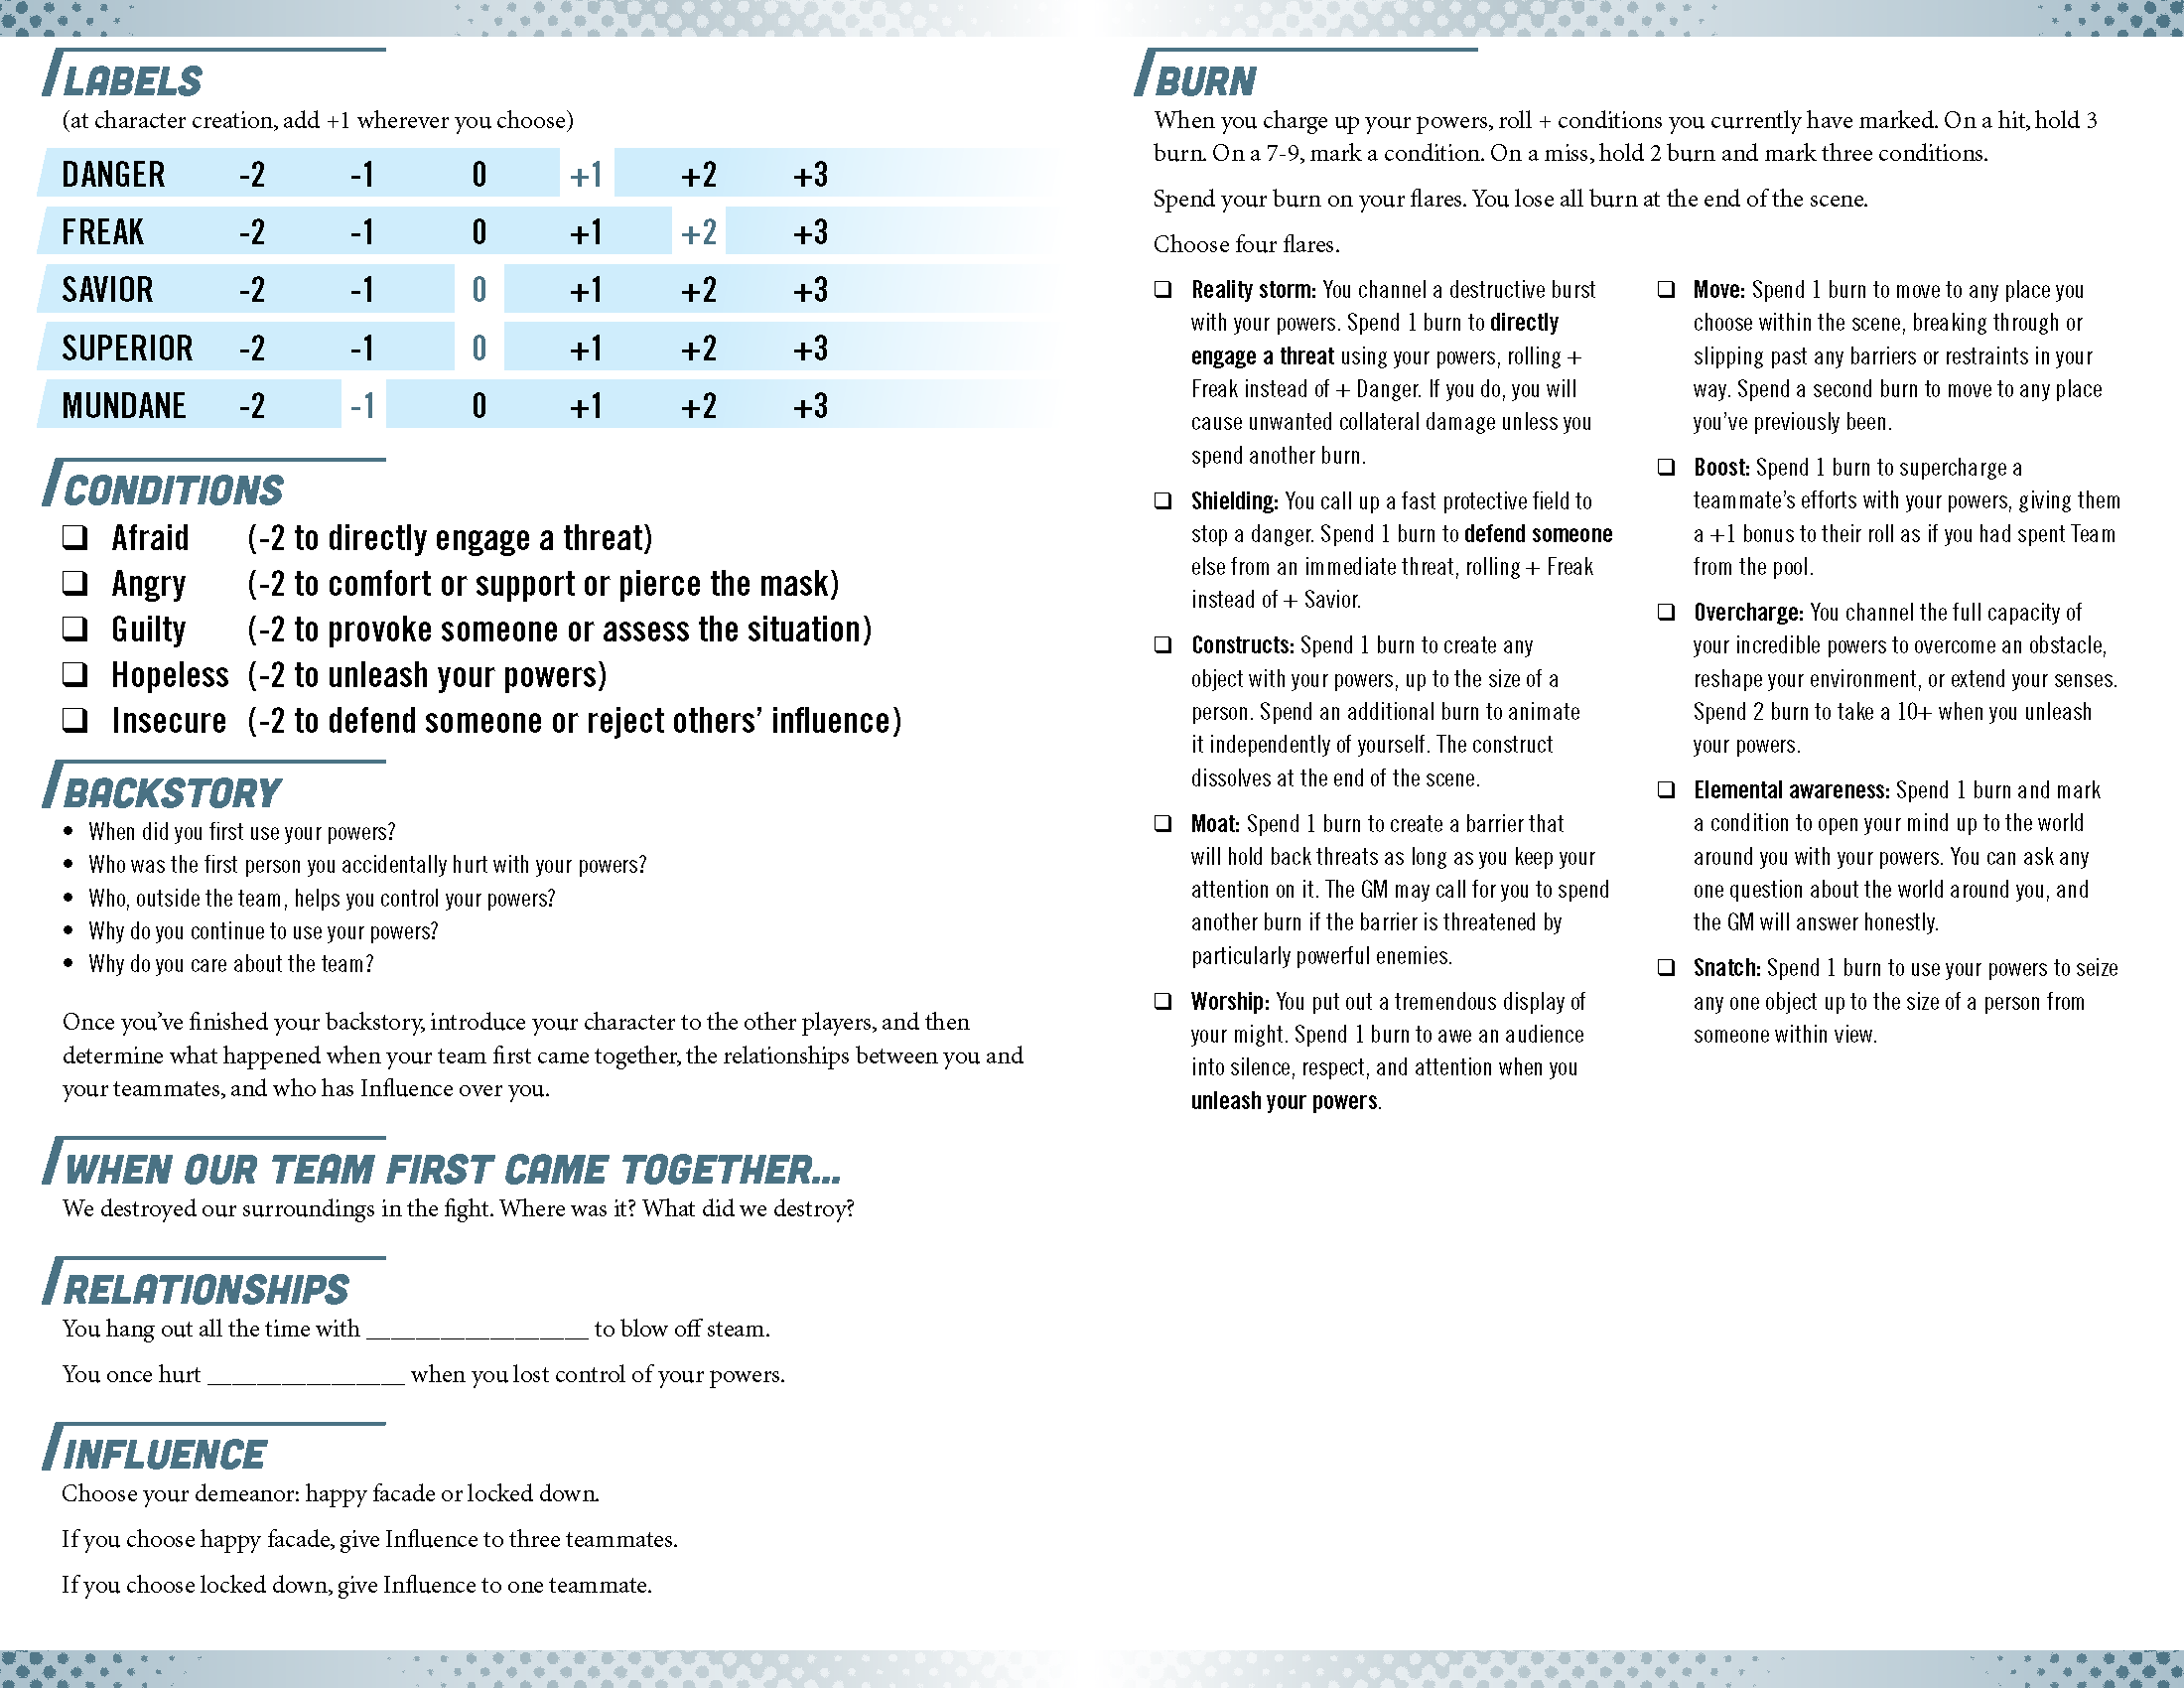 LABELS
(at character creation, add +1 wherever you choose)
DANGER -2 -1 0 +1 +2 +3
FREAK -2 -1 0 +1 +2 +3
SAVIOR -2 -1 0 +1 +2 +3
SUPERIOR -2 -1 0 +1 +2 +3
MUNDANE -2 -1 0 +1 +2 +3
CONDITIONS
❑ Afraid (-2 to directly engage a threat)
❑ Angry (-2 to comfort or support or pierce the mask)
❑ Guilty (-2 to provoke someone or assess the situation)
❑ Hopeless (-2 to unleash your powers)
❑ Insecure (-2 to defend someone or reject others’ influence)
BACKSTORY
• When did you first use your powers?
• Who was the first person you accidentally hurt with your powers?
• Who, outside the team, helps you control your powers?
• Why do you continue to use your powers?
• Why do you care about the team?
Once you’ve finished your backstory, introduce your character to the other players, and then
determine what happened when your team first came together, the relationships between you and
your teammates, and who has Influence over you.
WHEN OUR TEAM FIRST CAME TOGETHER...
We destroyed our surroundings in the fight. Where was it? What did we destroy?
RELATIONSHIPS
You hang out all the time with __________________ to blow off steam.
You once hurt ________________ when you lost control of your powers.
INFLUENCE
Choose your demeanor: happy facade or locked down.
If you choose happy facade, give Influence to three teammates.
If you choose locked down, give Influence to one teammate.
BURN
When you charge up your powers, roll + conditions you currently have marked. On a hit, hold 3
burn. On a 7-9, mark a condition. On a miss, hold 2 burn and mark three conditions.
Spend your burn on your flares. You lose all burn at the end of the scene.
Choose four flares.
❑ Reality storm: You channel a destructive burst
with your powers. Spend 1 burn to directly
engage a threat using your powers, rolling +
Freak instead of + Danger. If you do, you will
cause unwanted collateral damage unless you
spend another burn.
❑ Shielding: You call up a fast protective field to
stop a danger. Spend 1 burn to defend someone
else from an immediate threat, rolling + Freak
instead of + Savior.
❑ Constructs: Spend 1 burn to create any
object with your powers, up to the size of a
person. Spend an additional burn to animate
it independently of yourself. The construct
dissolves at the end of the scene.
❑ Moat: Spend 1 burn to create a barrier that
will hold back threats as long as you keep your
attention on it. The GM may call for you to spend
another burn if the barrier is threatened by
particularly powerful enemies.
❑ Worship: You put out a tremendous display of
your might. Spend 1 burn to awe an audience
into silence, respect, and attention when you
unleash your powers.
❑ Move: Spend 1 burn to move to any place you
choose within the scene, breaking through or
slipping past any barriers or restraints in your
way. Spend a second burn to move to any place
you’ve previously been.
❑ Boost: Spend 1 burn to supercharge a
teammate’s efforts with your powers, giving them
a +1 bonus to their roll as if you had spent Team
from the pool.
❑ Overcharge: You channel the full capacity of
your incredible powers to overcome an obstacle,
reshape your environment, or extend your senses.
Spend 2 burn to take a 10+ when you unleash
your powers.
❑ Elemental awareness: Spend 1 burn and mark
a condition to open your mind up to the world
around you with your powers. You can ask any
one question about the world around you, and
the GM will answer honestly.
❑ Snatch: Spend 1 burn to use your powers to seize
any one object up to the size of a person from
someone within view.